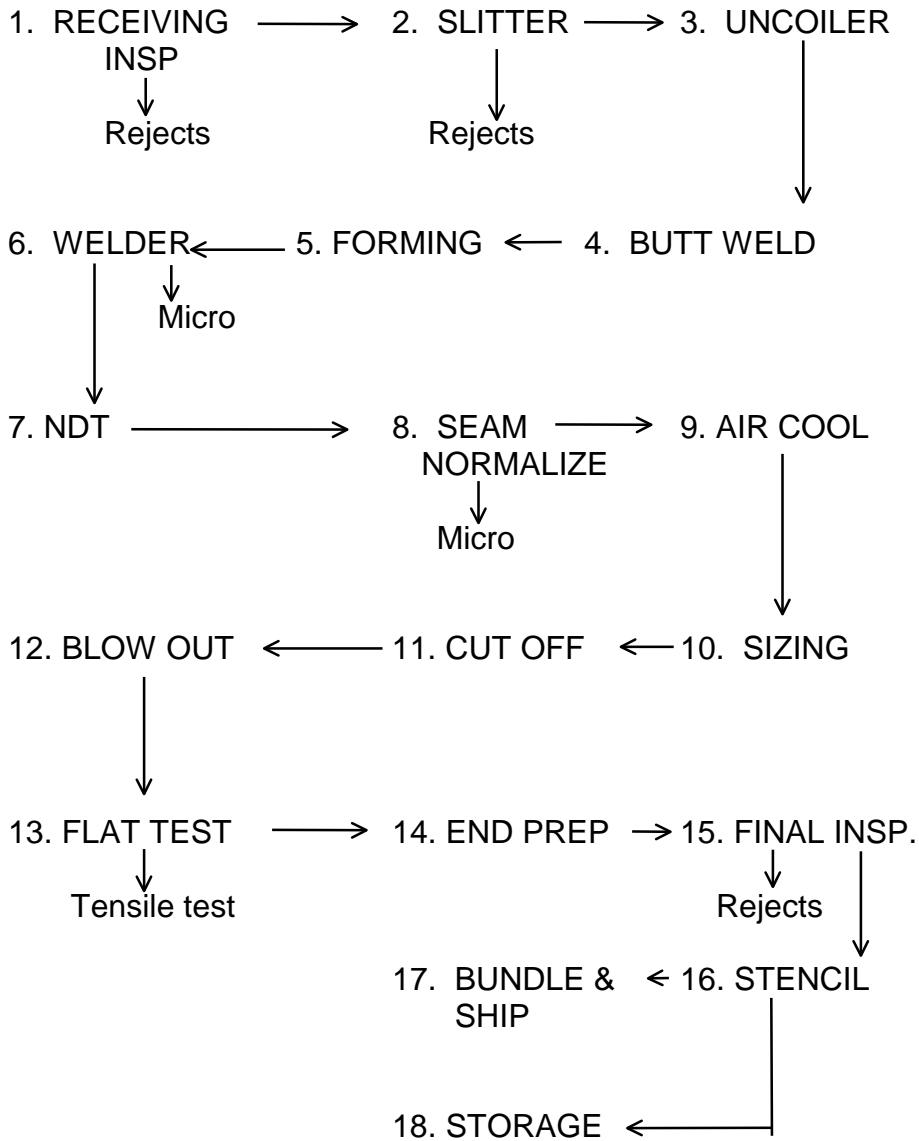 1. RECEIVING INSP
Rejects
2. SLITTER
Rejects
3. UNCOILER
4. BUTT WELD
5. FORMING
6. WELDER
Micro
7. NDT
8. SEAM
NORMALIZE
Micro
9. AIR COOL
10. SIZING
11. CUT OFF
12. BLOW OUT
13. FLAT TEST
Tensile test
14. END PREP
15. FINAL INSP.
Rejects
16. STENCIL
17. BUNDLE &
SHIP
18. STORAGE